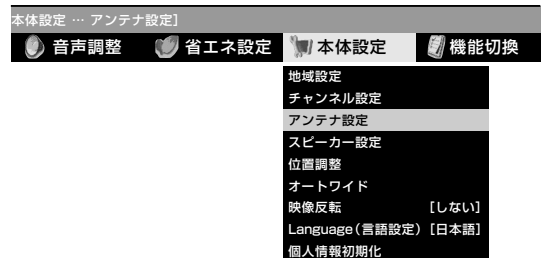 本体設定 … アンテナ設定]
音声調整 省エネ設定 本体設定 機能切換
地域設定
チャンネル設定
アンテナ設定
スピーカー設定
位置調整
オートワイド
映像反転 [しない]
Language(言語設定) [日本語]
個人情報初期化